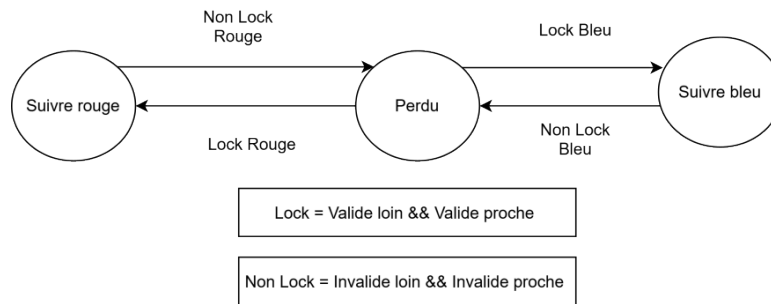 Non Lock
Rouge
Lock Bleu
Suivre rouge
Perdu
Suivre bleu
Lock Rouge
Non Lock
Bleu
Lock = Valide loin && Valide proche
Non Lock = Invalide loin && Invalide proche